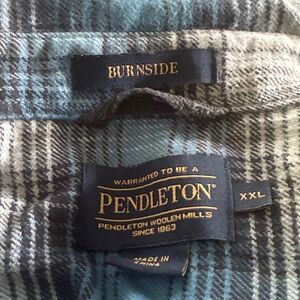 BURNSIDE
WARRANTED TO BE A
PENDLETON®
XXL
PENDLETON WOOLEN MILLS
SINCE 1863
MADE IN
CHINA